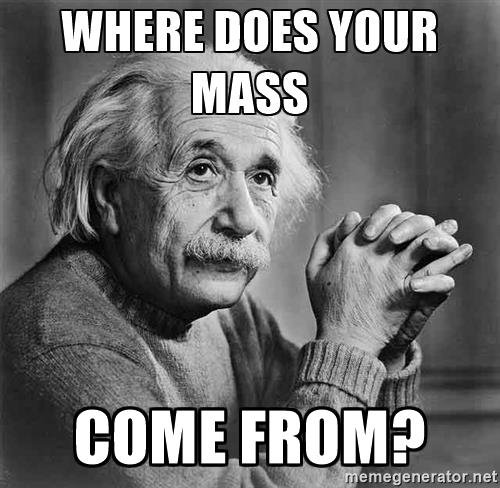 WHERE DOES YOUR
MASS
COME FROM?
memegenerator.net